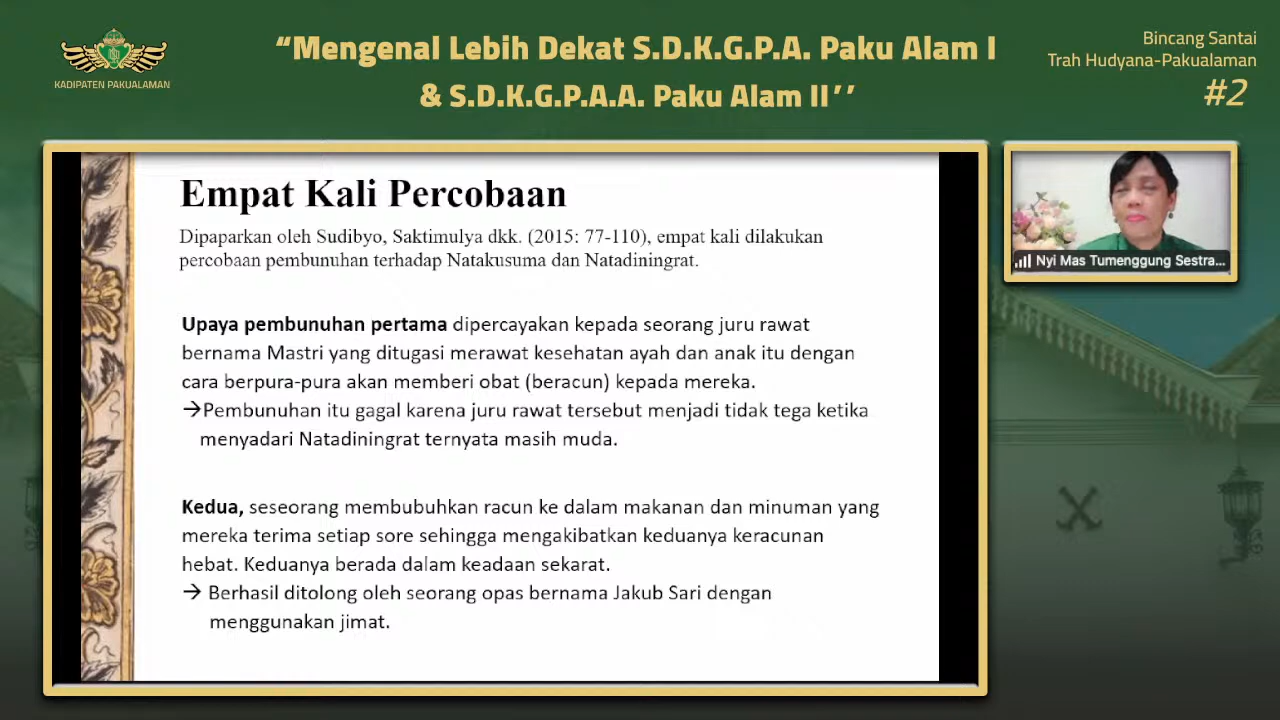 KADIPATEN PAKUALAMAN
“Mengenal Lebih Dekat S.D.K.G.P.A. Paku Alam I
& S.D.K.G.P.A.A. Paku Alam II’’
Bincang Santai
Trah Hudyana-Pakualaman
#2
Empat Kali Percobaan
Dipaparkan oleh Sudibyo, Saktimulya dkk. (2015: 77-110), empat kali dilakukan
percobaan pembunuhan terhadap Natakusuma dan Natadiningrat.
Upaya pembunuhan pertama dipercayakan kepada seorang juru rawat
bernama Mastri yang ditugasi merawat kesehatan ayah dan anak itu dengan
cara berpura-pura akan memberi obat (beracun) kepada mereka.
→Pembunuhan itu gagal karena juru rawat tersebut menjadi tidak tega ketika
menyadari Natadiningrat ternyata masih muda.
Kedua, seseorang membubuhkan racun ke dalam makanan dan minuman yang
mereka terima setiap sore sehingga mengakibatkan keduanya keracunan
hebat. Keduanya berada dalam keadaan sekarat.
→ Berhasil ditolong oleh seorang opas bernama Jakub Sari dengan
menggunakan jimat.
Nyi Mas Tumenggung Sestra...